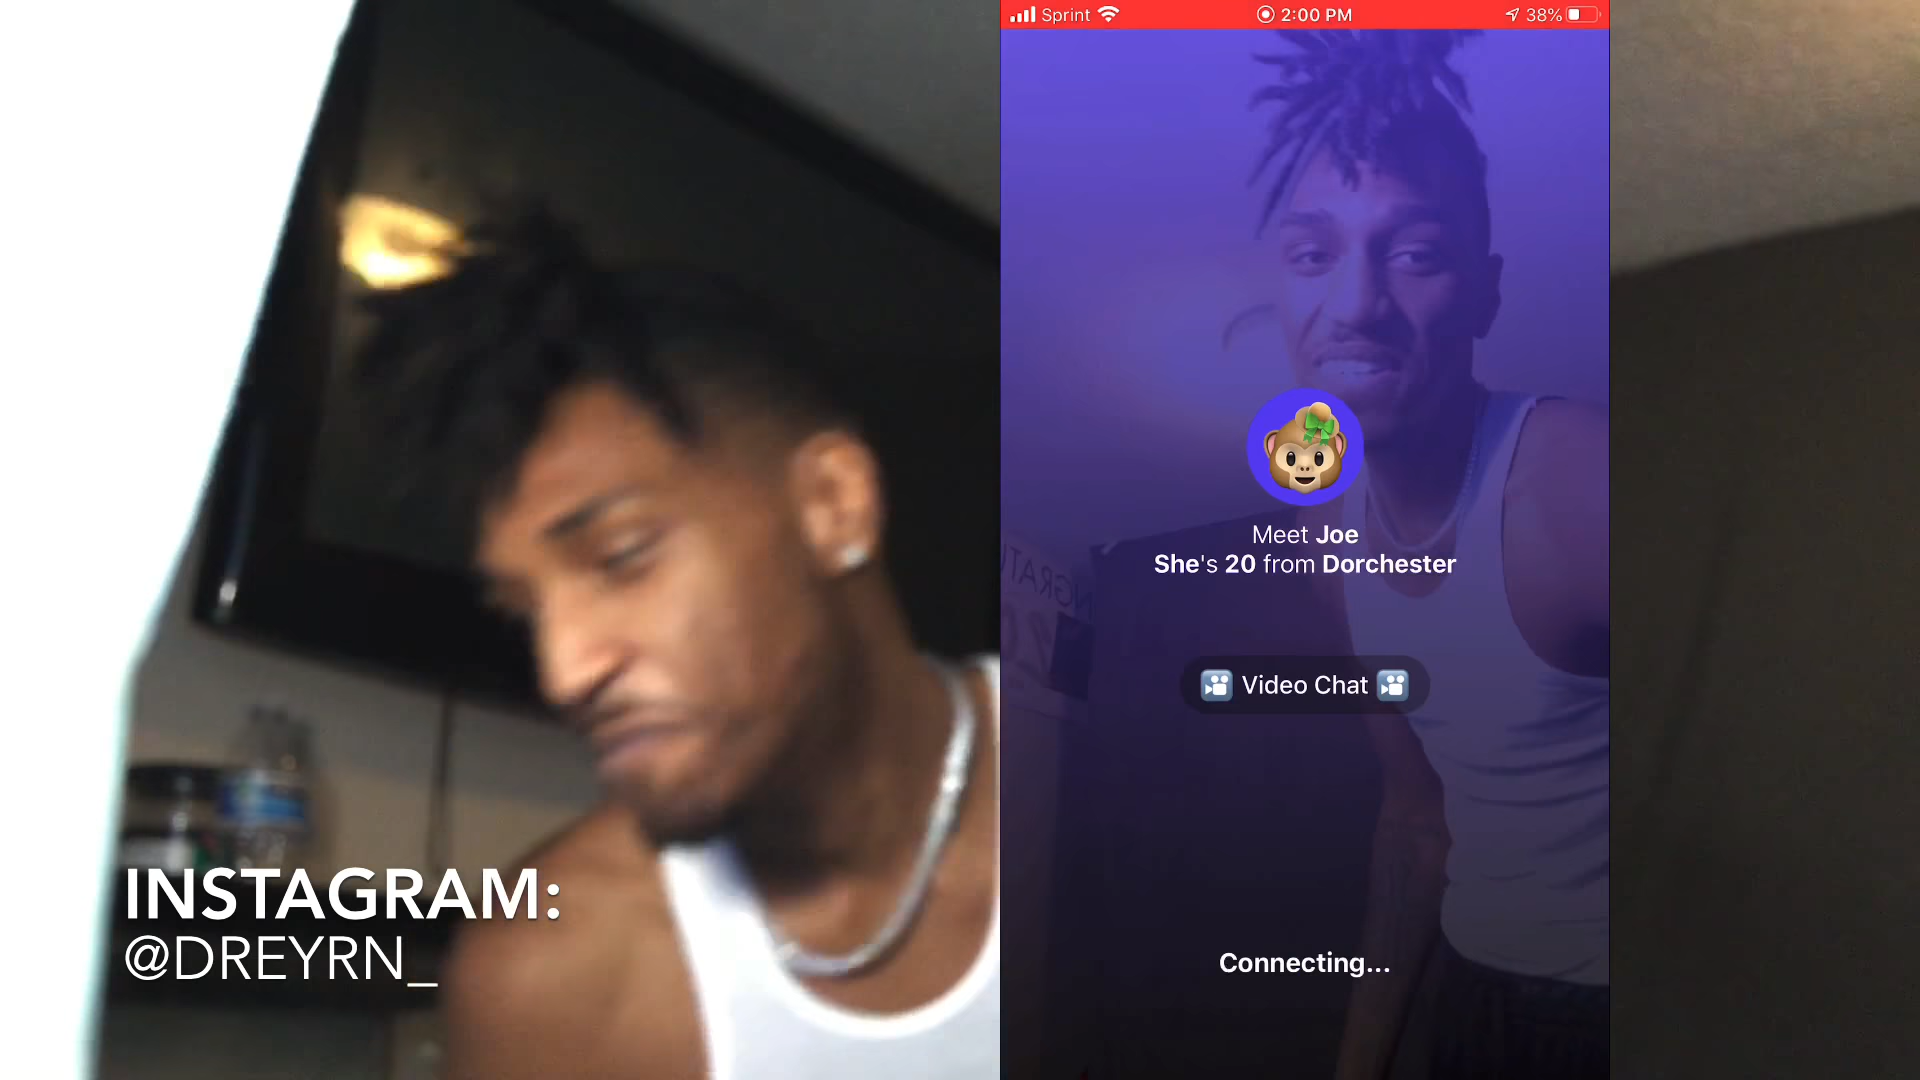 Sprint 2:00 PM 38%
Meet Joe
She's 20 from Dorchester
Video Chat
Connecting...
INSTAGRAM:
@DREYRN_